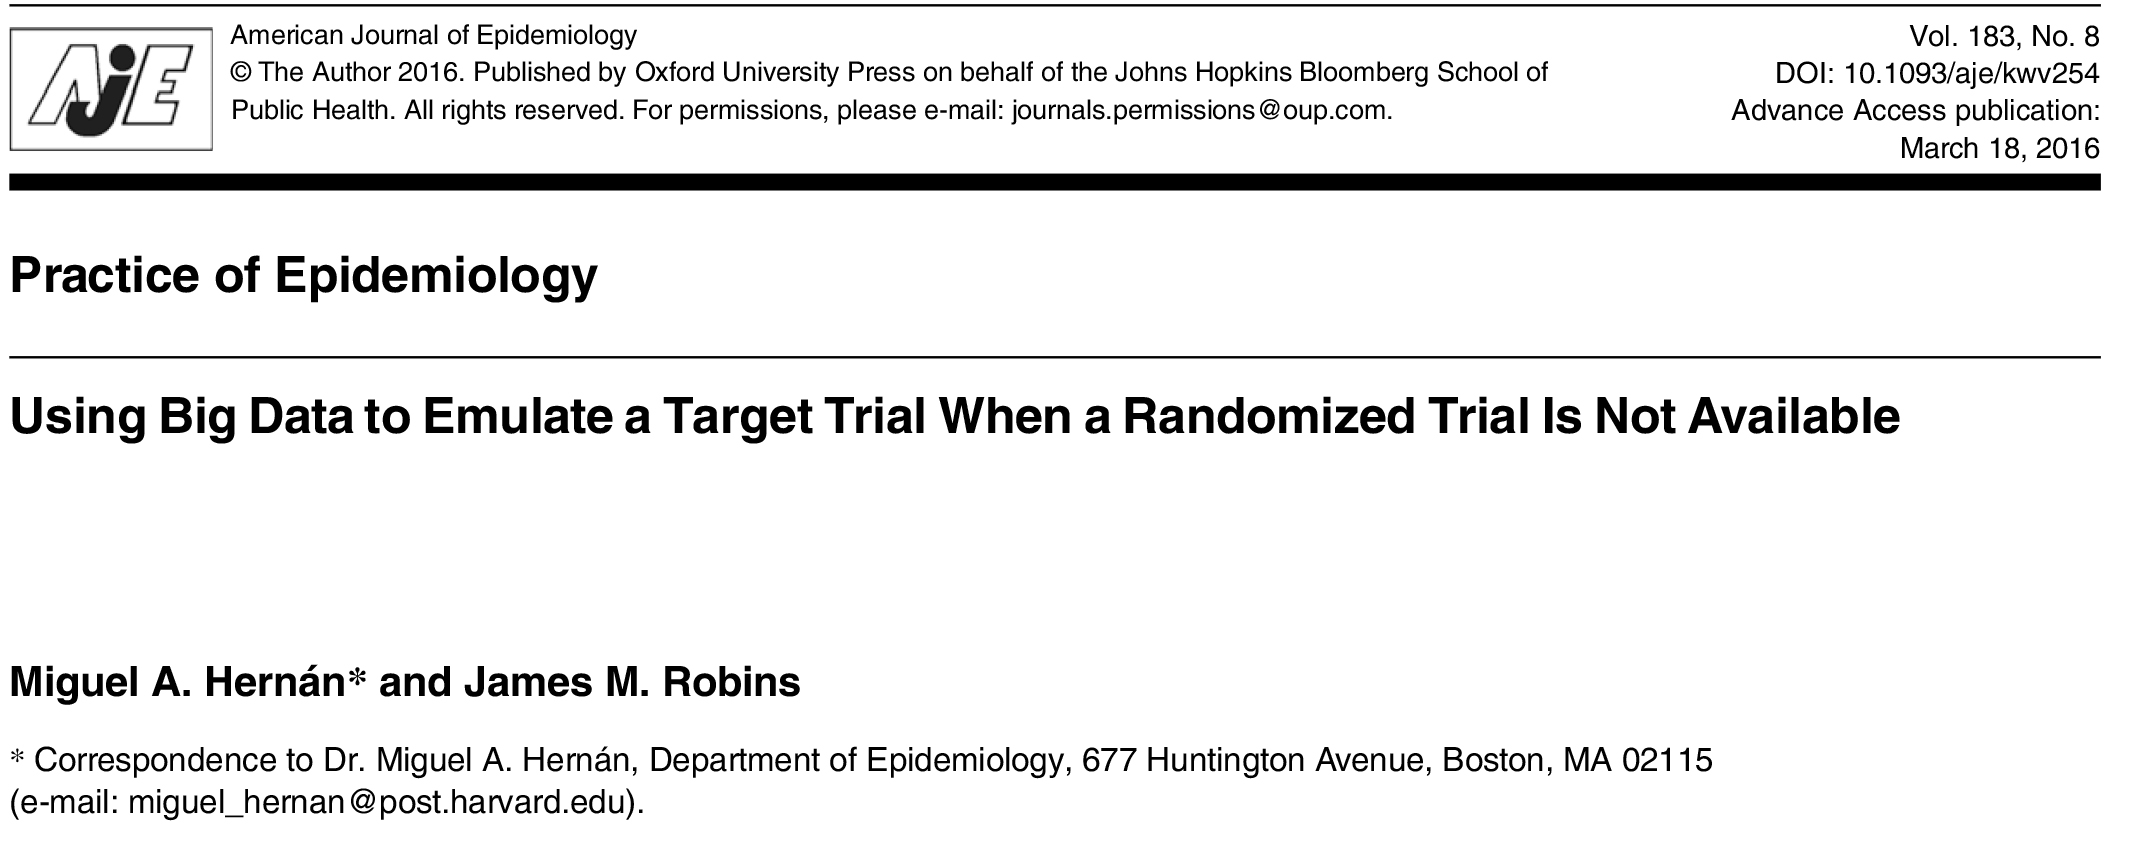 AJE
American Journal of Epidemiology
© The Author 2016. Published by Oxford University Press on behalf of the Johns Hopkins Bloomberg School of
Public Health. All rights reserved. For permissions, please e-mail: journals.permissions@oup.com.
Vol. 183, No. 8
DOI: 10.1093/aje/kwv254
Advance Access publication:
March 18, 2016
Practice of Epidemiology
Using Big Data to Emulate a Target Trial When a Randomized Trial Is Not Available
Miguel A. Hernán* and James M. Robins
* Correspondence to Dr. Miguel A. Hernán, Department of Epidemiology, 677 Huntington Avenue, Boston, MA 02115
(e-mail: miguel_hernan@post.harvard.edu).